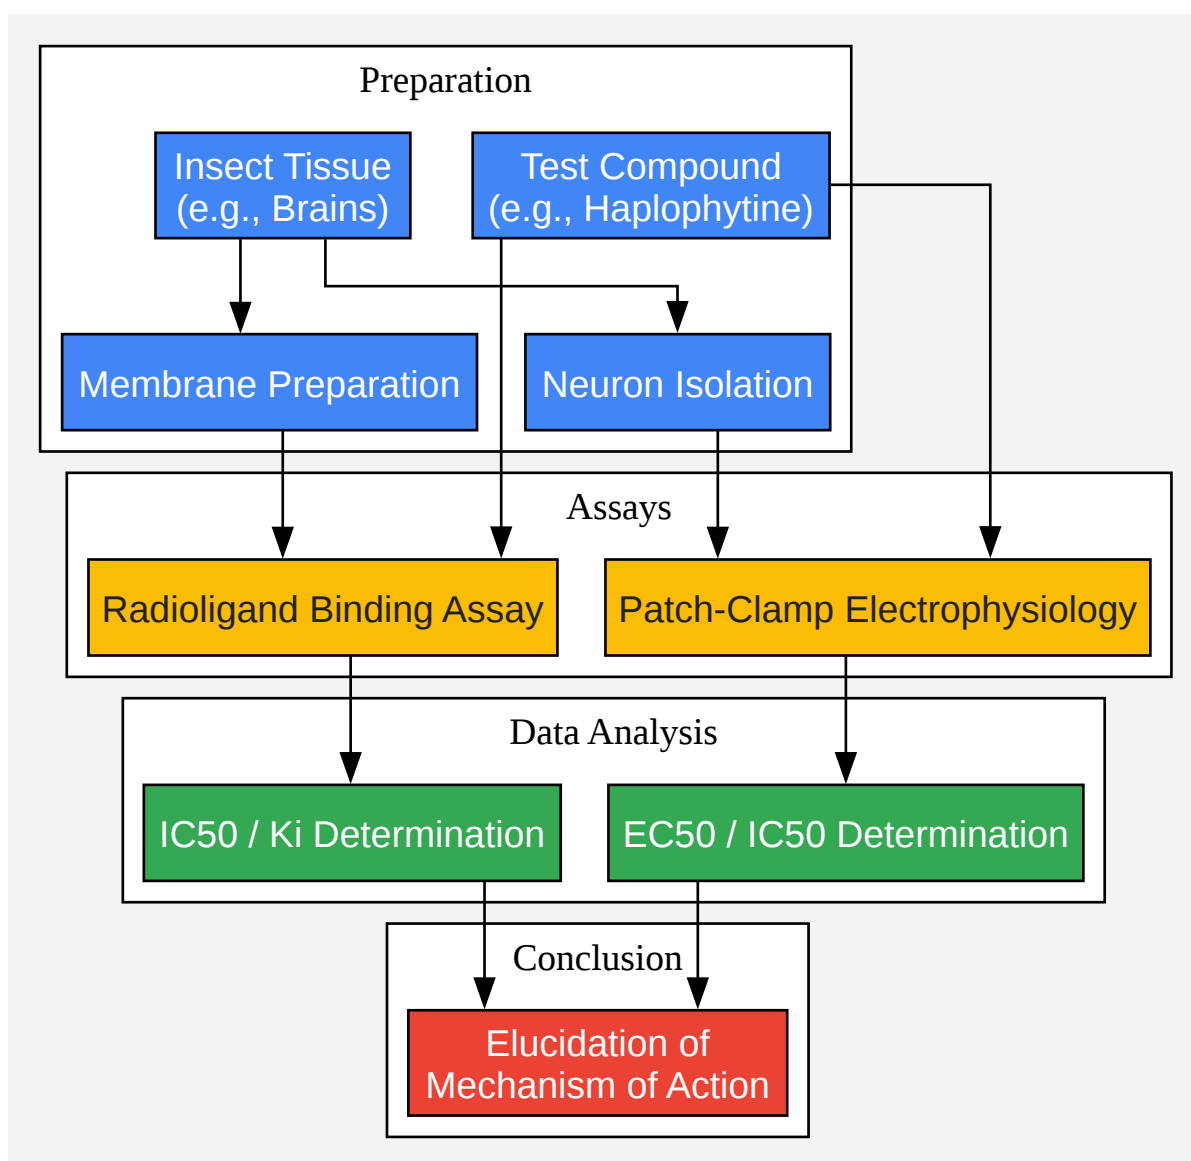 Preparation
Insect Tissue
(e.g., Brains)
Test Compound
(e.g., Haplophytine)
Membrane Preparation
Neuron Isolation
Assays
Radioligand Binding Assay
Patch-Clamp Electrophysiology
Data Analysis
IC50 / Ki Determination
EC50 / IC50 Determination
Conclusion
Elucidation of
Mechanism of Action